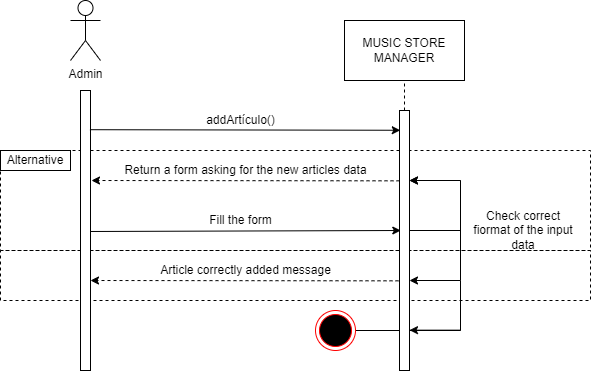 Admin
MUSIC STORE
MANAGER
addArtículo()
Alternative
Return a form asking for the new articles data
Fill the form
Check correct
fiormat of the input
data
Article correctly added message